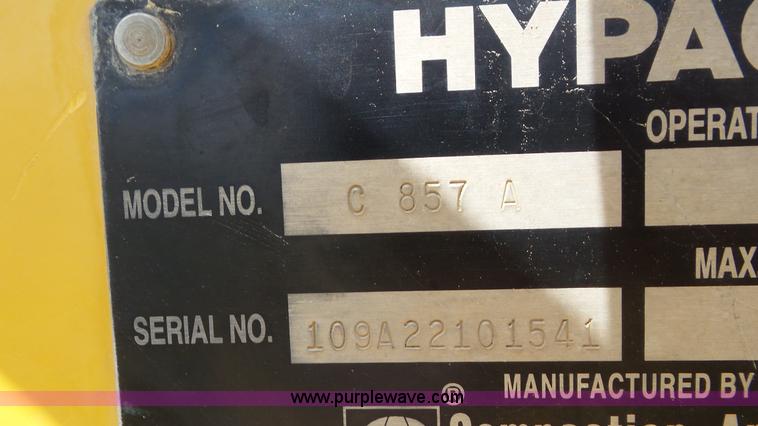 HYPAC
OPERAT
MODEL NO. C 857 A
MAX
SERIAL NO. 109A22101541
MANUFACTURED BY
www.purplewave.com
®